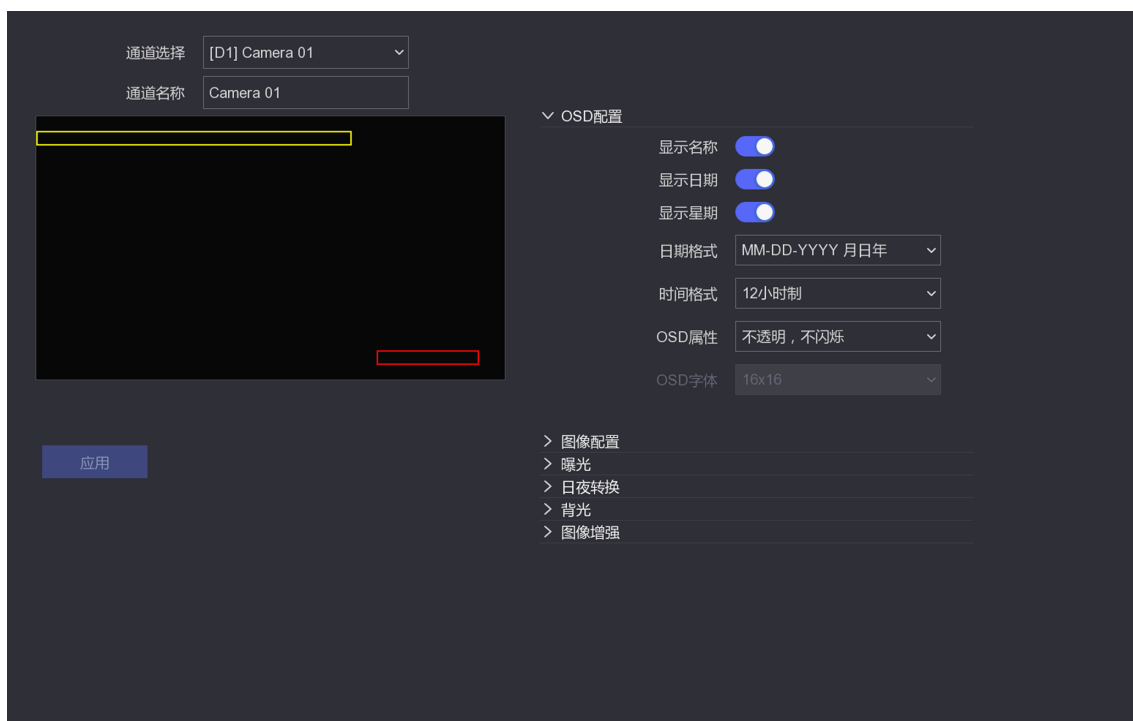 通道选择 [D1] Camera 01
通道名称 Camera 01
OSD配置
显示名称
显示日期
显示星期
日期格式 MM-DD-YYYY 月日年
时间格式 12小时制
OSD属性 不透明，不闪烁
OSD字体 16x16
应用
图像配置
曝光
日夜转换
背光
图像增强